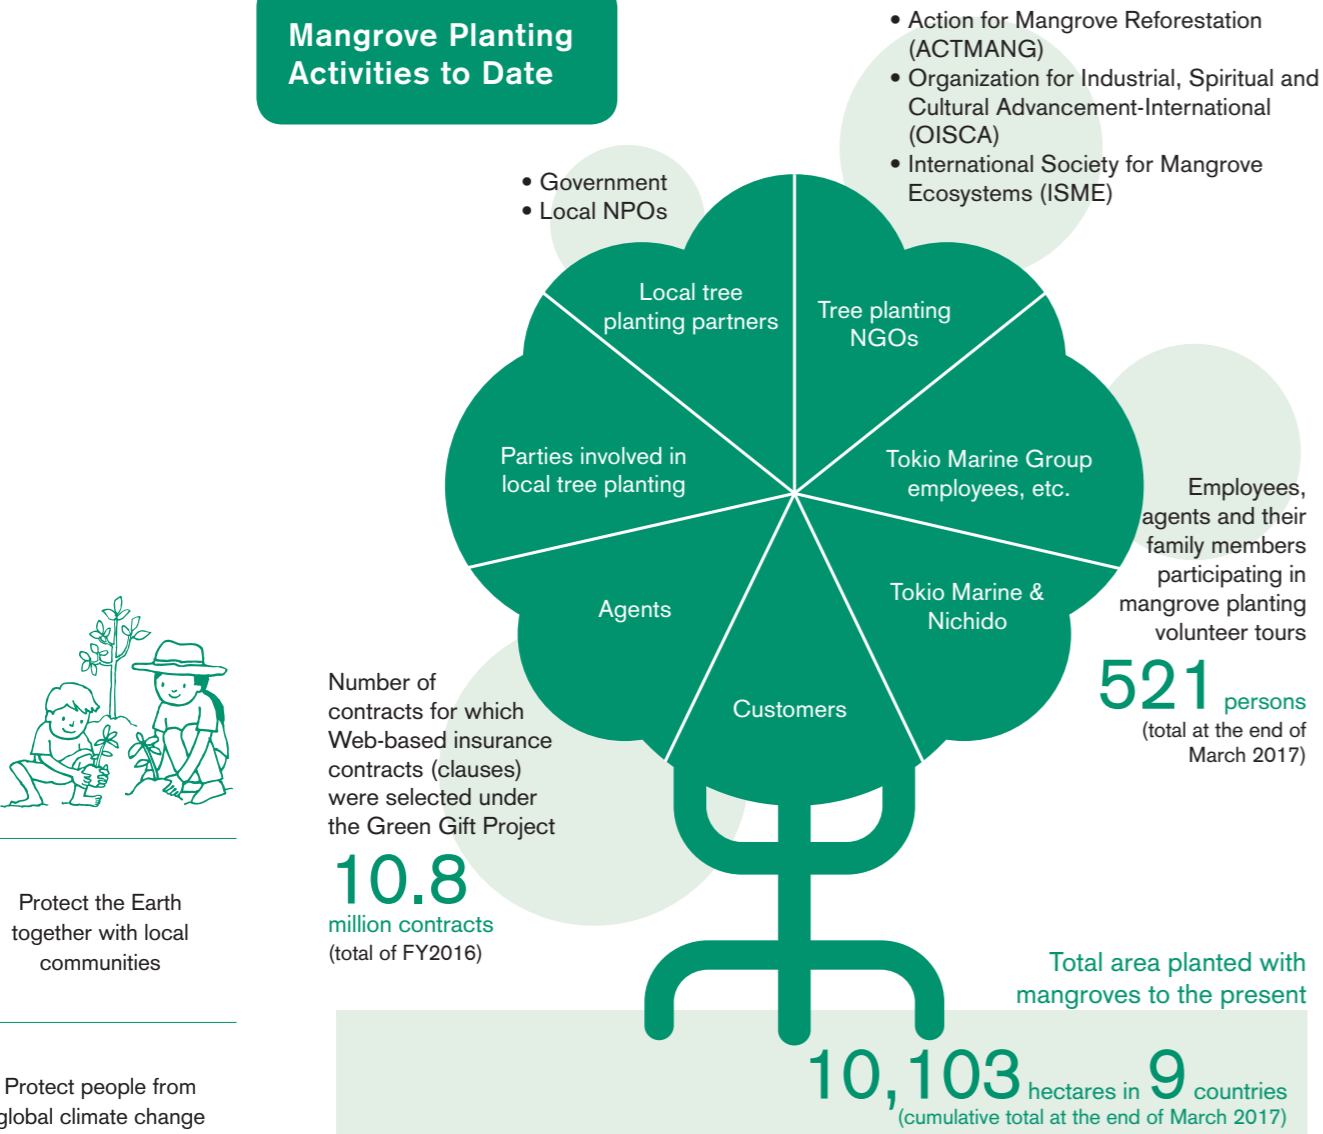 Mangrove Planting
Activities to Date
• Action for Mangrove Reforestation
(ACTMANG)
• Organization for Industrial, Spiritual and
Cultural Advancement-International
(OISCA)
• International Society for Mangrove
Ecosystems (ISME)
• Government
• Local NPOs
Local tree
planting partners
Tree planting
NGOs
Parties involved in
local tree planting
Tokio Marine Group
employees, etc.
Agents
Tokio Marine &
Nichido
Customers
Employees,
agents and their
family members
participating in
mangrove planting
volunteer tours
521 persons
(total at the end of
March 2017)
Number of
contracts for which
Web-based insurance
contracts (clauses)
were selected under
the Green Gift Project
10.8
million contracts
(total of FY2016)
Protect the Earth
together with local
communities
Protect people from
global climate change
Total area planted with
mangroves to the present
10,103 hectares in 9 countries
(cumulative total at the end of March 2017)